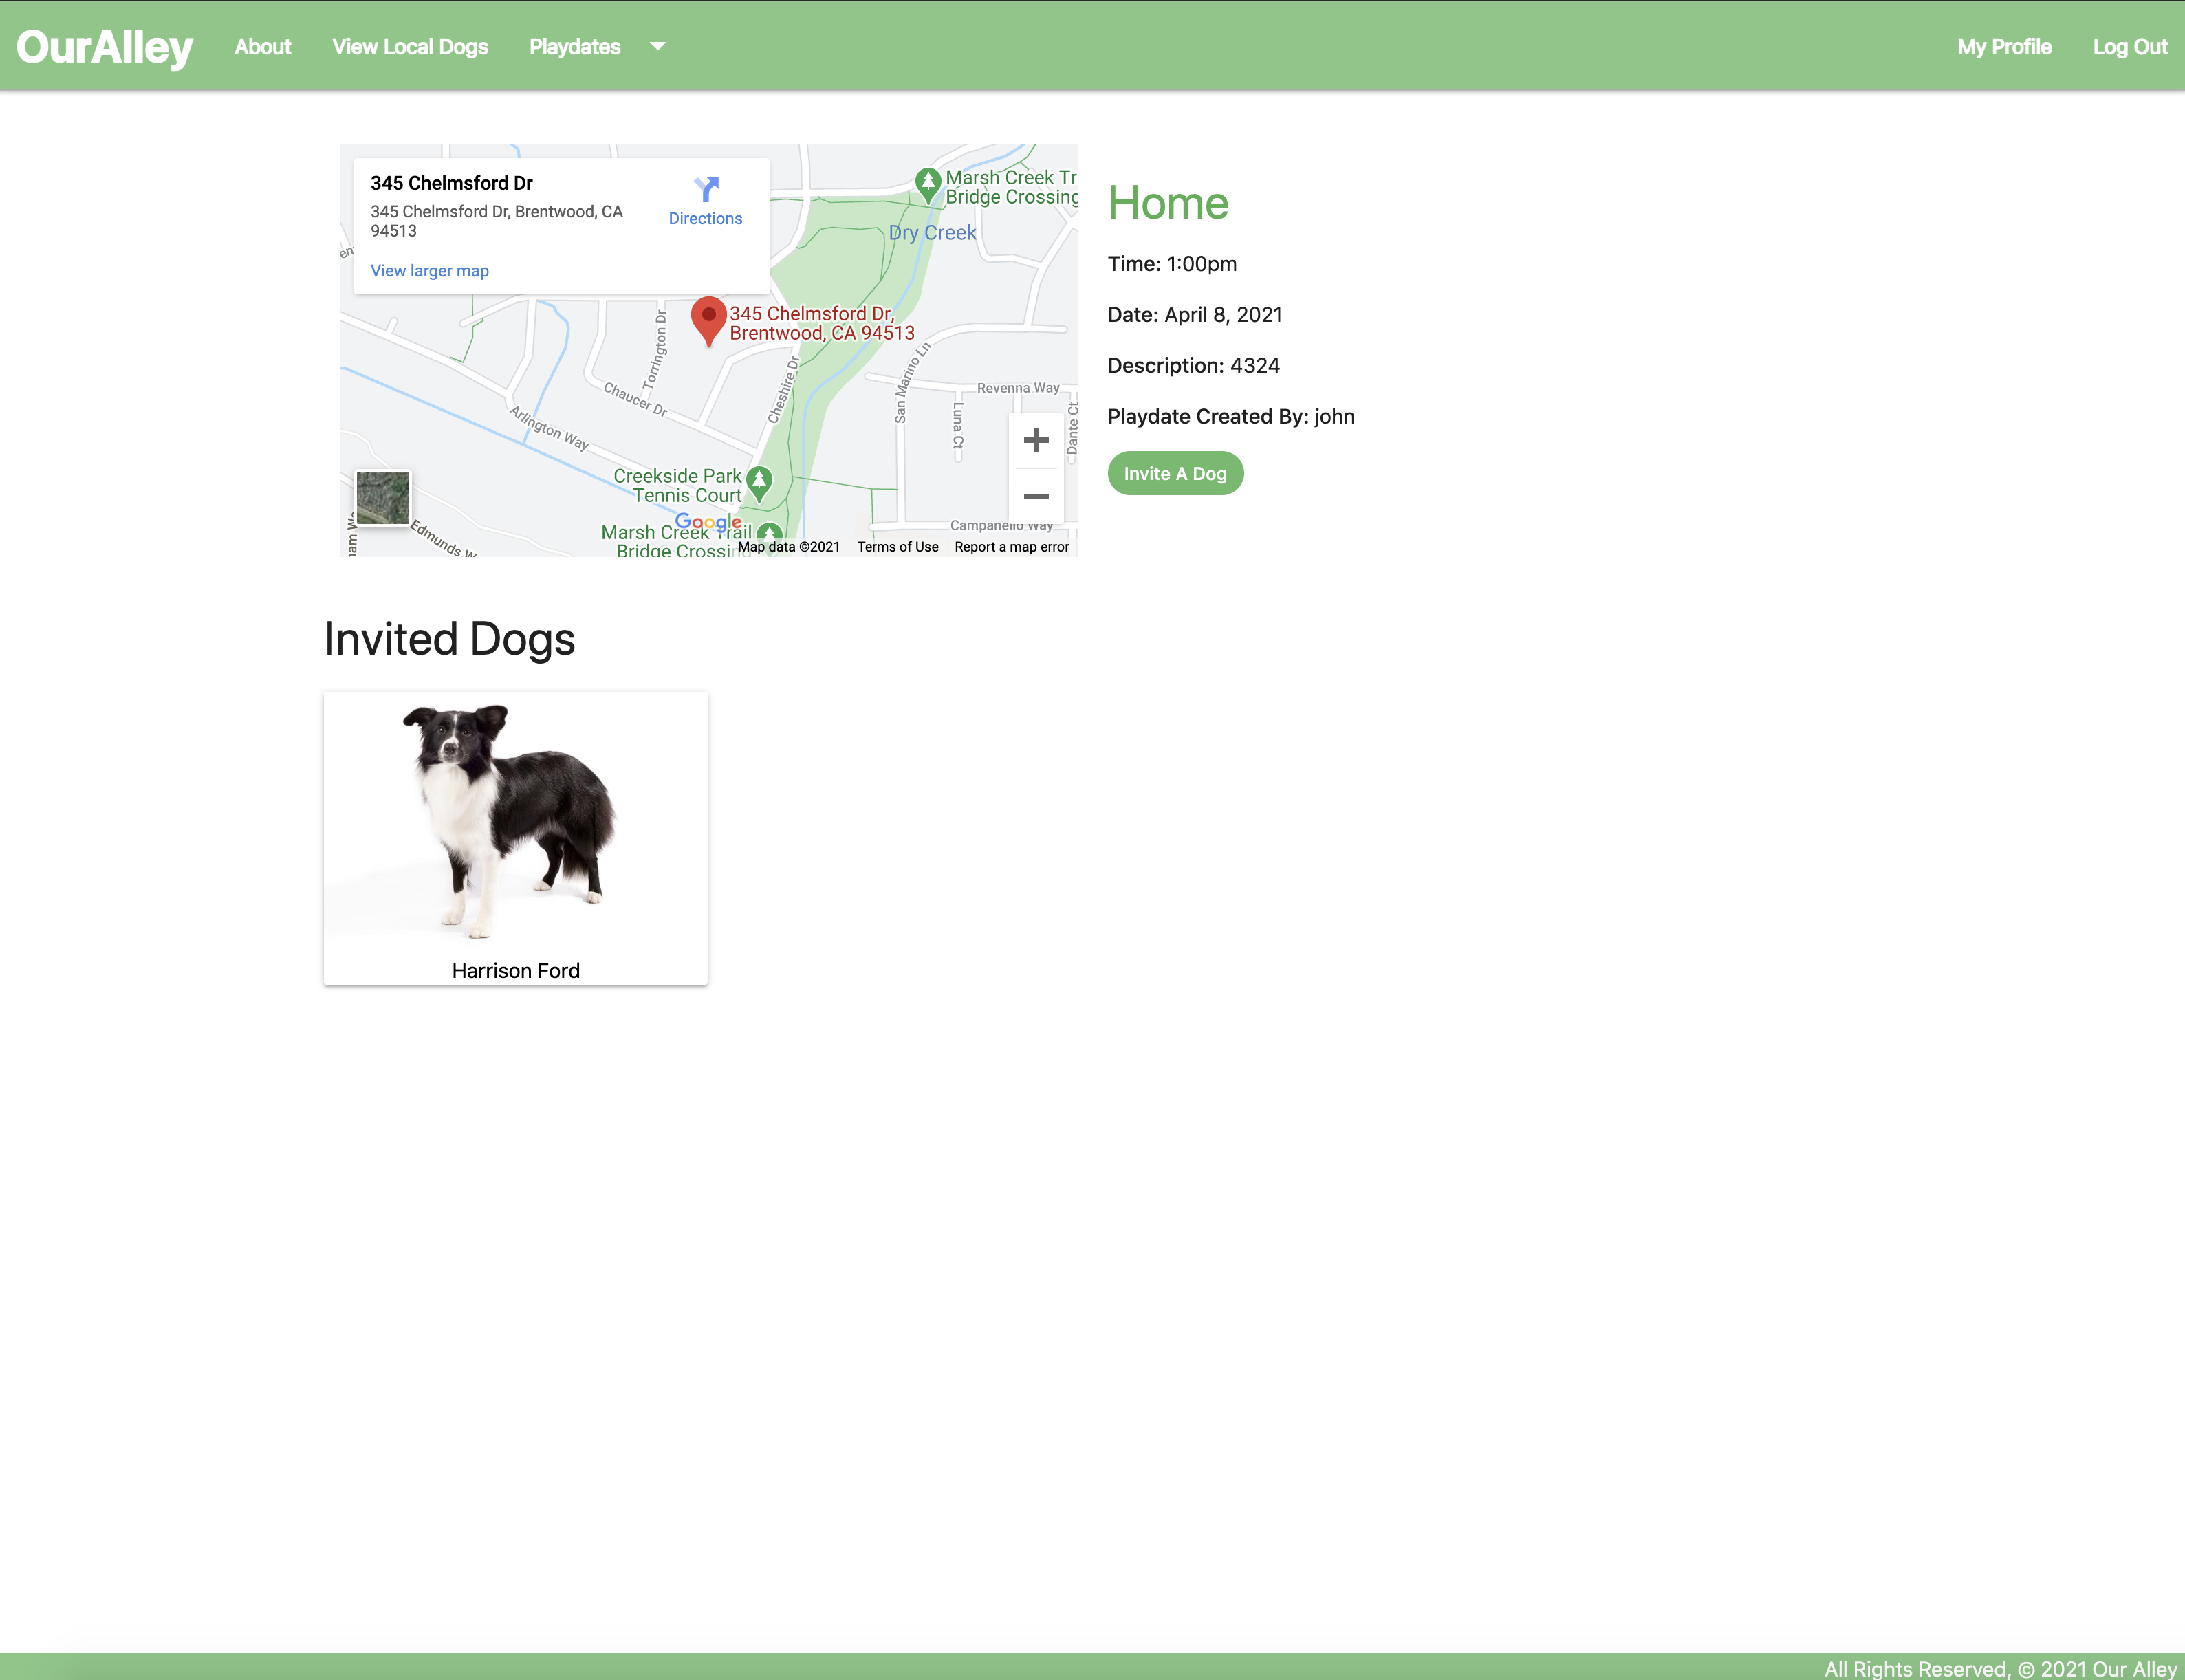 OurAlley
About
View Local Dogs
Playdates
My Profile
Log Out
345 Chelmsford Dr
345 Chelmsford Dr, Brentwood, CA
94513
Directions
View larger map
Marsh Creek Tr
Bridge Crossing
Dry Creek
345 Chelmsford Dr,
Brentwood, CA 94513
Torrington Dr
Chaucer Dr
Cheshire Dr
San Marino Ln
Revenna Way
Luna Ct
Dante Ct
Arlington Way
Creekside Park
Tennis Court
Google
Marsh Creek Trail
Bridge Crossi
Edmunds W
Campanello Way
Map data ©2021
Terms of Use
Report a map error
Home
Time: 1:00pm
Date: April 8, 2021
Description: 4324
Playdate Created By: john
Invite A Dog
Invited Dogs
Harrison Ford
All Rights Reserved, © 2021 Our Alley